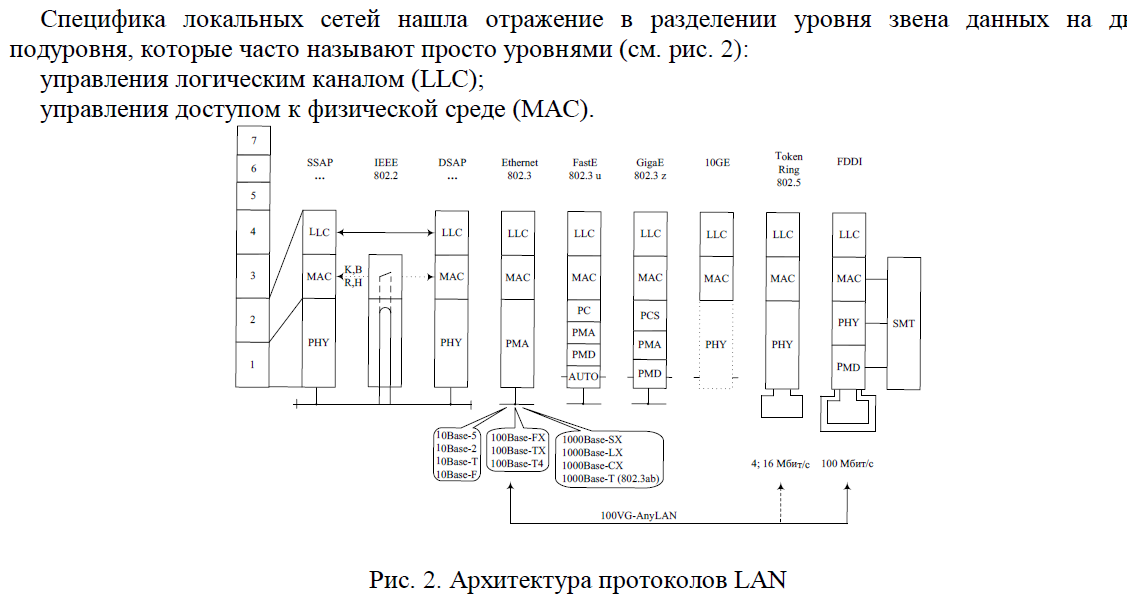 Специфика локальных сетей нашла отражение в разделении уровня звена данных на
подуровня, которые часто называют просто уровнями (см. рис. 2):
управления логическим каналом (LLC);
управления доступом к физической среде (MAC).
7
6
5
4
3
2
1
SSAP
...
IEEE
802.2
DSAP
...
Ethernet
802.3
FastE
802.3 u
GigaE
802.3 z
10GE
Token
Ring
802.5
FDDI
LLC
LLC
LLC
LLC
LLC
LLC
LLC
LLC
MAC
K,B
R,H
MAC
MAC
MAC
MAC
MAC
MAC
MAC
PHY
PHY
PMA
PC
PMA
PMD
AUTO
PCS
PMA
PMD
PHY
PHY
PHY
PMD
SMT
10Base-5
10Base-2
10Base-T
10Base-F
100Base-FX
100Base-TX
100Base-T4
1000Base-SX
1000Base-LX
1000Base-CX
1000Base-T (802.3ab)
4; 16 Мбит/с
100 Мбит/с
100VG-AnyLAN
Рис. 2. Архитектура протоколов LAN